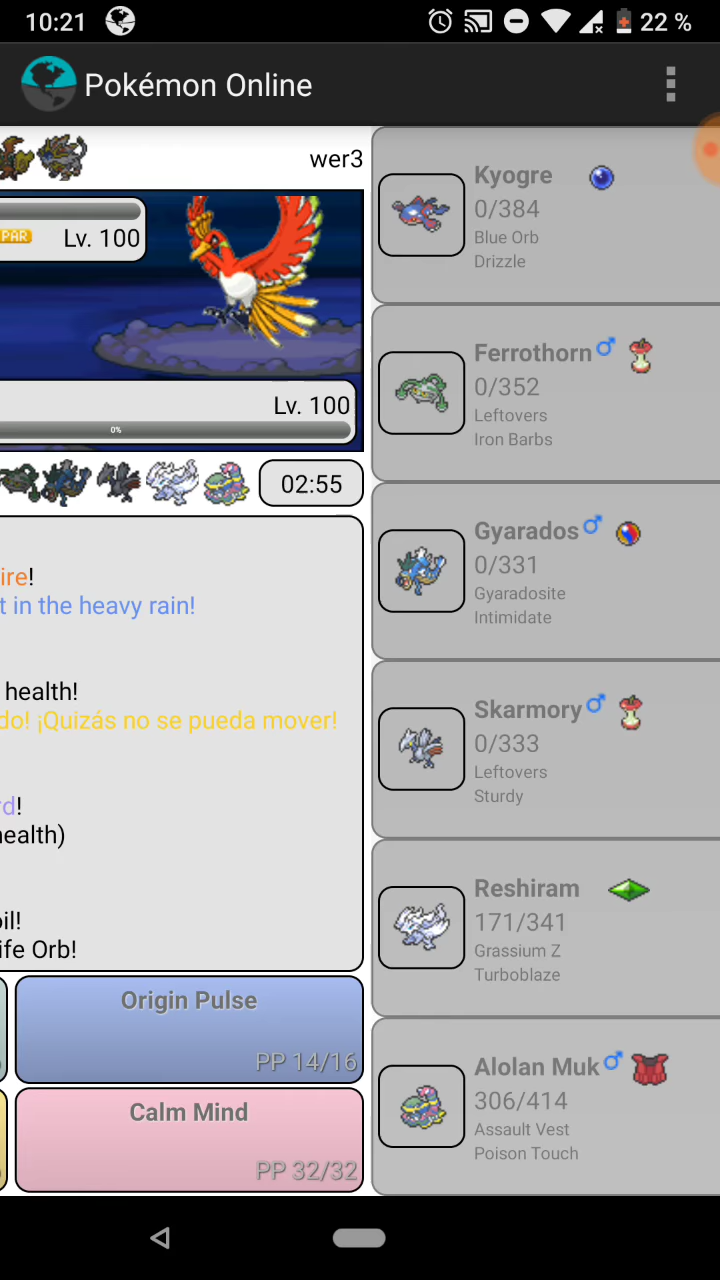 10:21
22 %
Pokémon Online
wer3
PAR
Lv. 100
Lv. 100
0%
02:55
ire!
t in the heavy rain!
health!
do! ¡Quizás no se pueda mover!
rd!
health)
oil!
ife Orb!
Origin Pulse
PP 14/16
Calm Mind
PP 32/32
Kyogre
0/384
Blue Orb
Drizzle
Ferrothorn
0/352
Leftovers
Iron Barbs
Gyarados
0/331
Gyaradosite
Intimidate
Skarmory
0/333
Leftovers
Sturdy
Reshiram
171/341
Grassium Z
Turboblaze
Alolan Muk
306/414
Assault Vest
Poison Touch